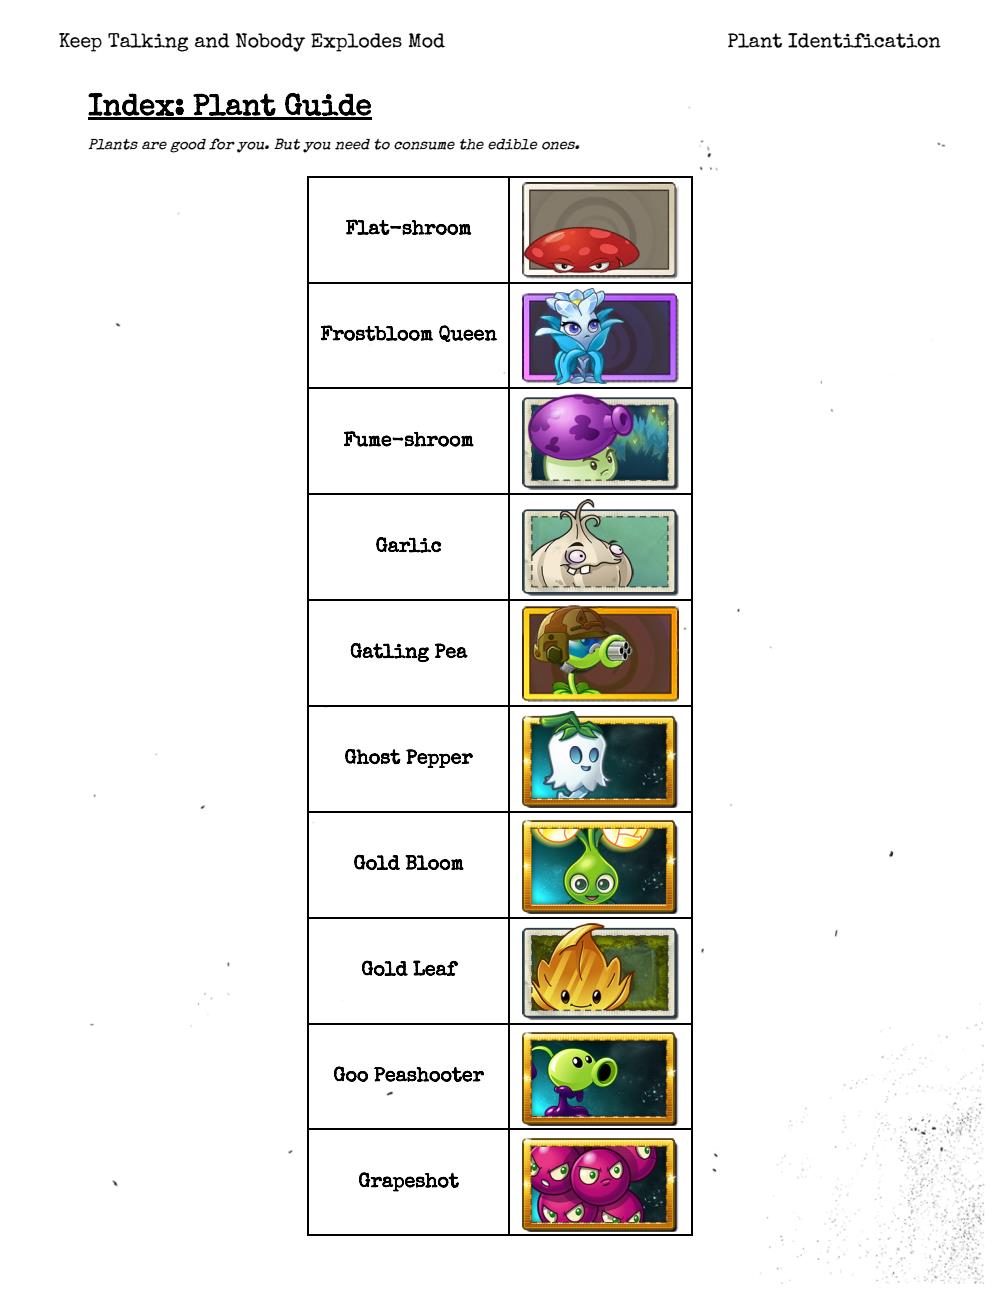 Keep Talking and Nobody Explodes Mod
Plant Identification
Index: Plant Guide
Plants are good for you. But you need to consume the edible ones.
Flat-shroom
Frostbloom Queen
Fume-shroom
Garlic
Gatling Pea
Ghost Pepper
Gold Bloom
Gold Leaf
Goo Peashooter
Grapeshot